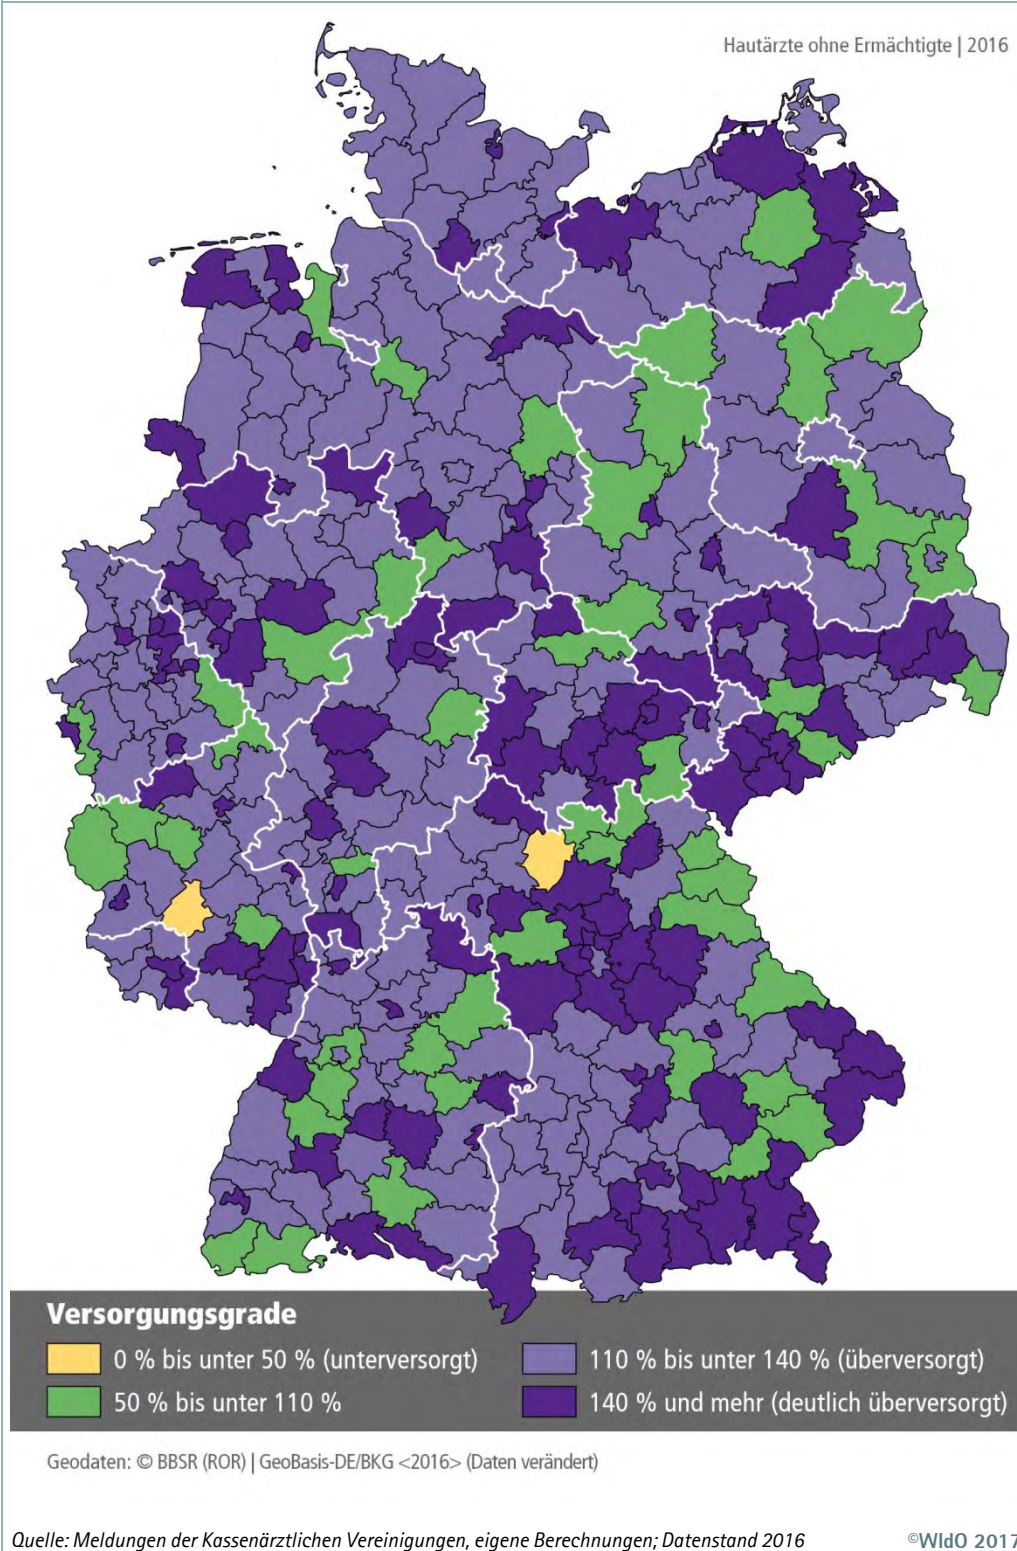 Hautärzte ohne Ermächtigte | 2016
Versorgungsgrade
0 % bis unter 50 % (unterversorgt)
50 % bis unter 110 %
110 % bis unter 140 % (überversorgt)
140 % und mehr (deutlich überversorgt)
Geodaten: © BBSR (ROR) | GeoBasis-DE/BKG <2016> (Daten verändert)
Quelle: Meldungen der Kassenärztlichen Vereinigungen, eigene Berechnungen; Datenstand 2016
©WIdO 2017